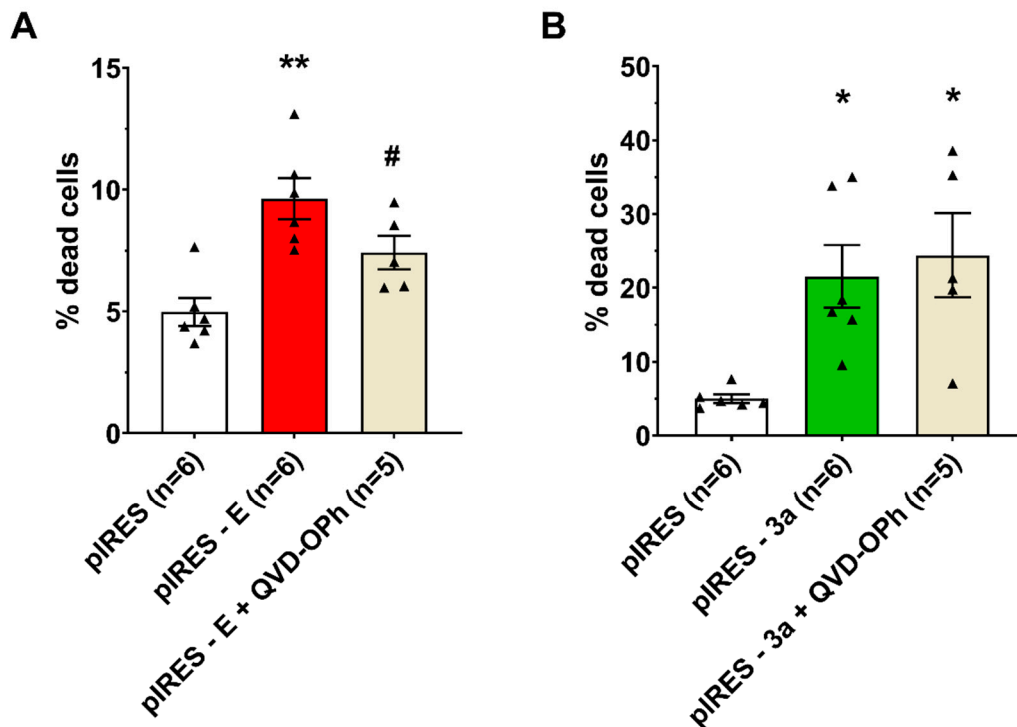 A
% dead cells
15
10
5
0
**
#
pIRES (n=6)
pIRES - E (n=6)
pIRES - E + QVD-OPh (n=5)
B
% dead cells
50
40
30
20
10
0
*
*
pIRES (n=6)
pIRES - 3a (n=6)
pIRES - 3a + QVD-OPh (n=5)